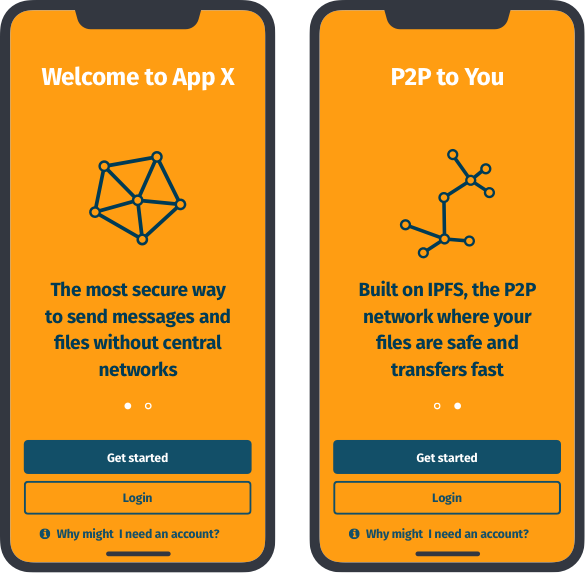 Welcome to App X
The most secure way
to send messages and
files without central
networks
Get started
Login
Why might I need an account?
P2P to You
Built on IPFS, the P2P
network where your
files are safe and
transfers fast
Get started
Login
Why might I need an account?